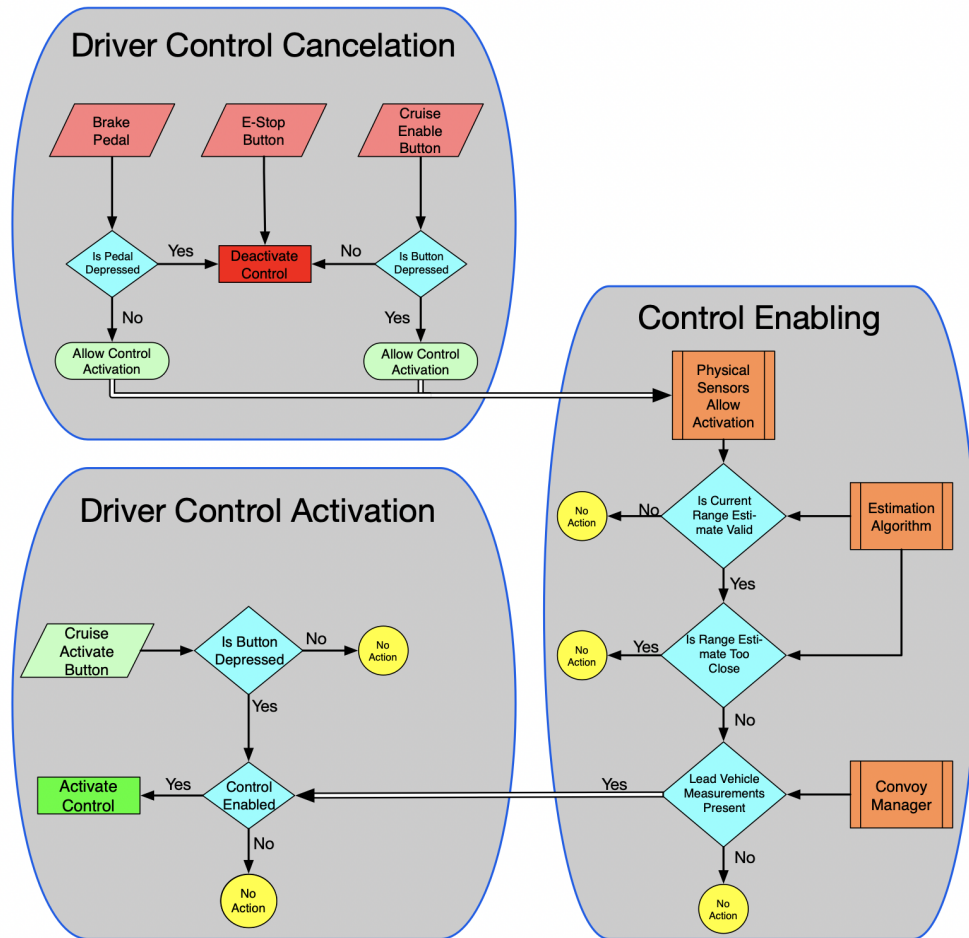 Driver Control Cancelation
Brake
Pedal
E-Stop
Button
Cruise
Enable
Button
Is Pedal
Depressed
Yes
Deactivate
Control
No
Is Button
Depressed
No
Yes
Allow Control
Activation
Allow Control
Activation
Control Enabling
Physical
Sensors
Allow
Activation
Is Current
Range Esti-
mate Valid
No
No
Action
Estimation
Algorithm
Yes
Is Range Esti-
mate Too
Close
Yes
No
Action
No
Lead Vehicle
Measurements
Present
Yes
Convoy
Manager
No
No
Action
Driver Control Activation
Cruise
Activate
Button
Is Button
Depressed
No
No
Action
Yes
Control
Enabled
Yes
Activate
Control
No
No
Action